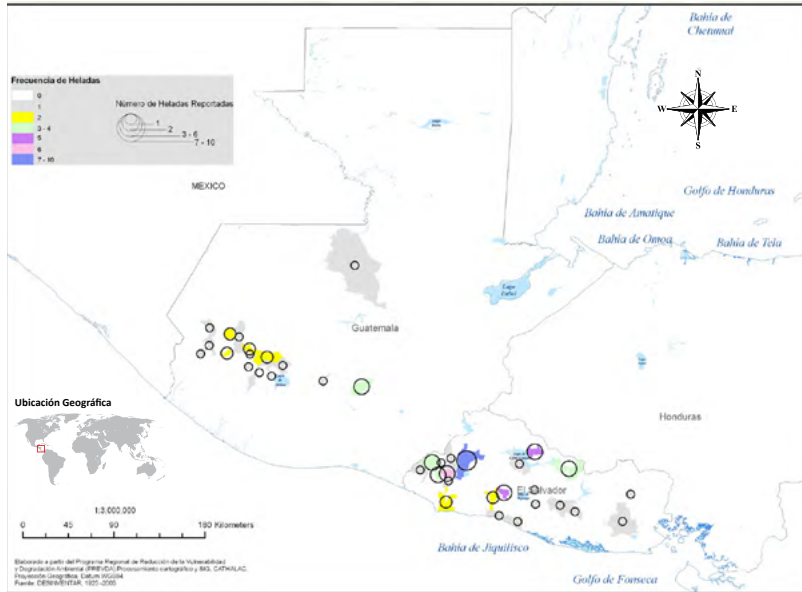 Bahía de
Chetumal
Frecuencia de Heladas
0
1
2
3 - 4
5
6
7 - 10
Número de Heladas Reportadas
1
2
3 - 6
7 - 10
N
W
E
S
MEXICO
Golfo de Honduras
Bahía de Amatique
Bahía de Omoa
Bahía de Tela
Lago
Guatemala
Honduras
El Salvador
Ubicación Geográfica
1:3,000,000
0
45
90
180 Kilometers
Bahía de Jiquilisco
Golfo de Fonseca
Elaborado a partir del Programa Regional de Reducción de la Vulnerabilidad
y Degradación Ambiental (PREVDA) Procesamiento cartográfico y SIG, CATHALAC.
Proyección Geográfica, Datum WGS84